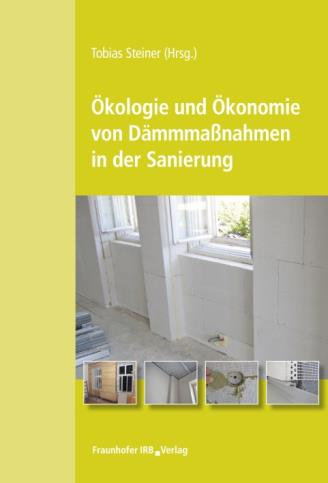 Tobias Steiner (Hrsg.)
Ökologie und Ökonomie
von Dämmmaßnahmen
in der Sanierung
Fraunhofer IRB Verlag